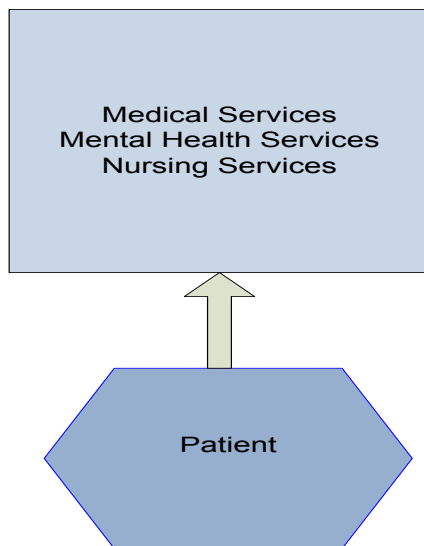 Medical Services
Mental Health Services
Nursing Services
Patient